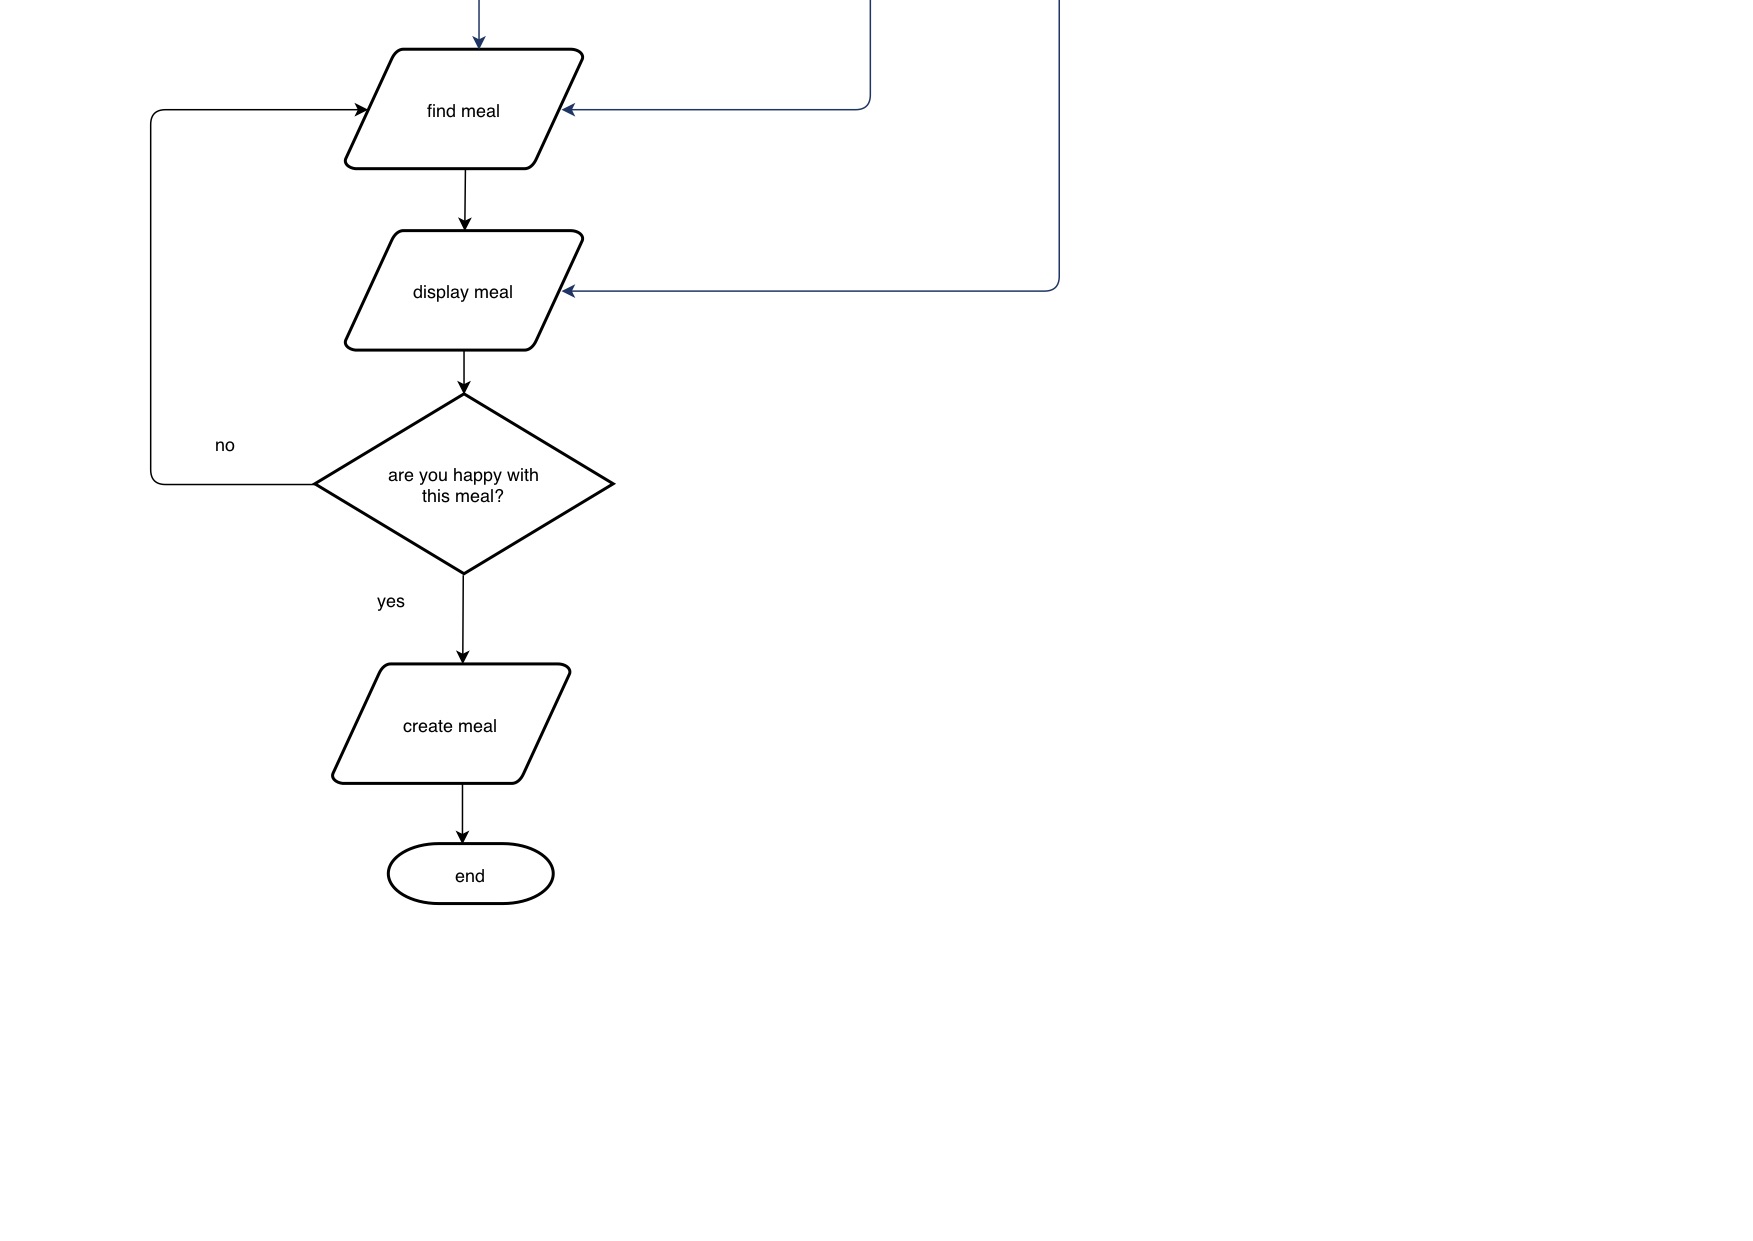 find meal
display meal
no
are you happy with
this meal?
yes
create meal
end